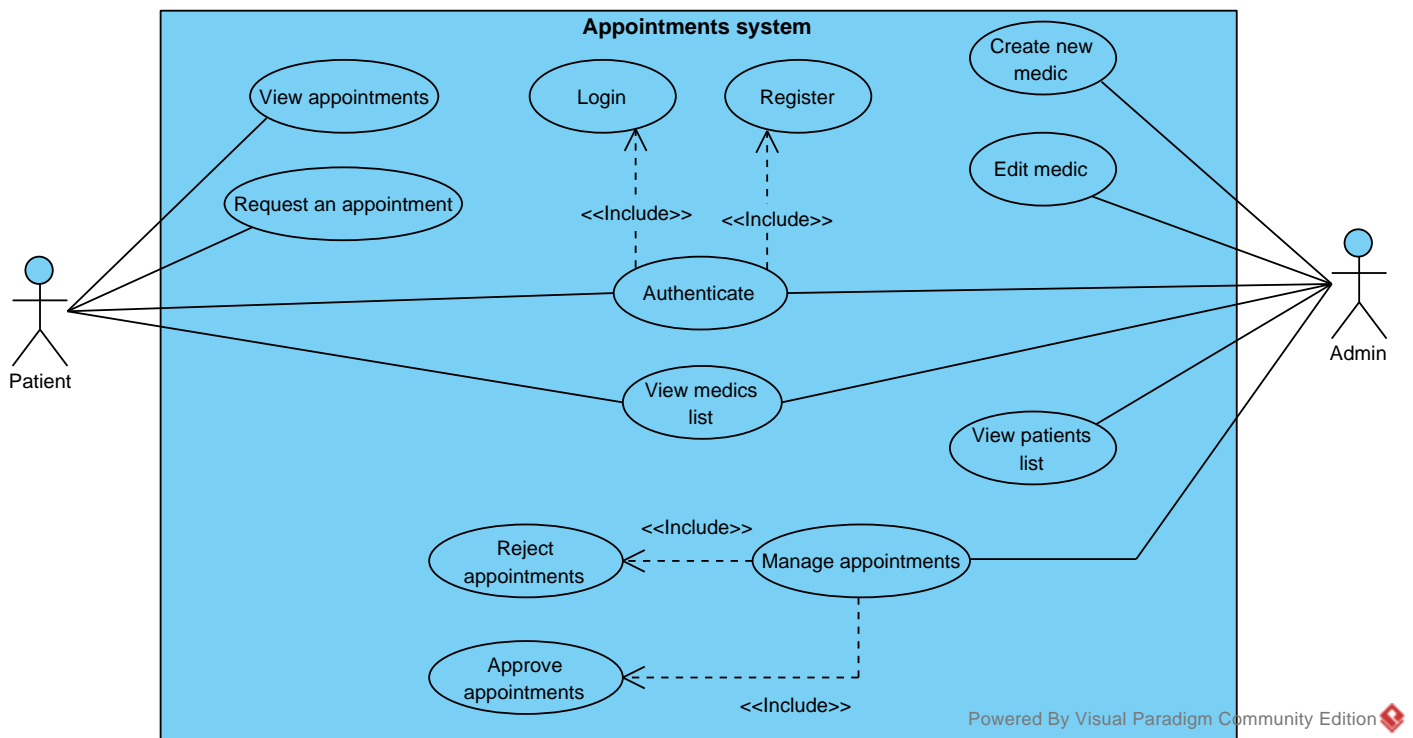 Appointments system
Create new
medic
View appointments
Login
Register
Edit medic
Request an appointment
<<Include>>
<<Include>>
Authenticate
Patient
Admin
View medics
list
View patients
list
<<Include>>
Reject
appointments
Manage appointments
Approve
appointments
<<Include>>
Powered By Visual Paradigm Community Edition